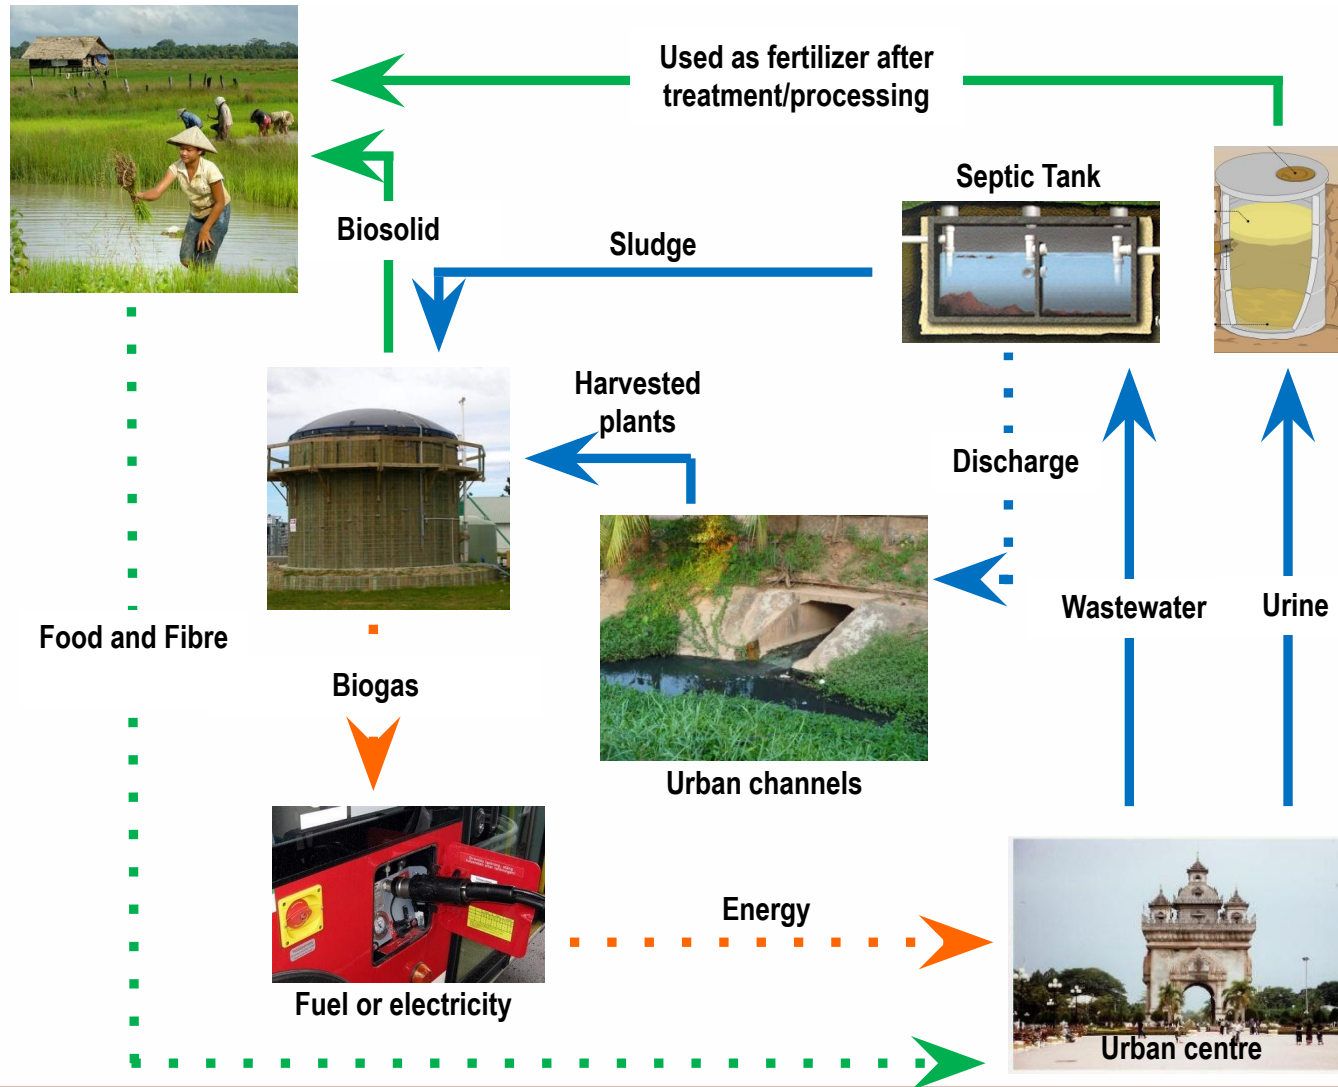 Used as fertilizer after
treatment/processing
Septic Tank
Biosolid
Sludge
Harvested
plants
Discharge
Wastewater
Urine
Food and Fibre
Biogas
Urban channels
Energy
Fuel or electricity
Urban centre